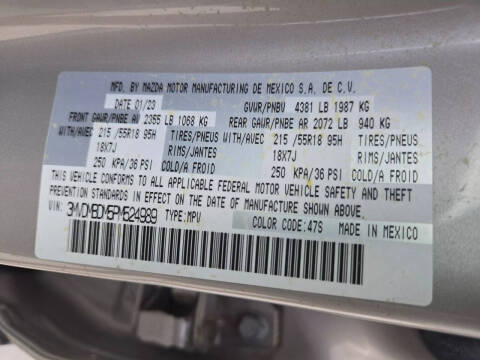 MFD. BY MAZDA MOTOR MANUFACTURING DE MEXICO S.A. DE C.V.
DATE 01/23 GVWR/PNBV 4381 LB 1987 KG
FRONT GAWR/PNBE AV 2355 LB 1068 KG REAR GAWR/PNBE AR 2072 LB 940 KG
WITH/AVEC 215 /55R18 95H TIRES/PNEUS WITH/AVEC 215 /55R18 95H TIRES/PNEUS
18X7J RIMS/JANTES 18X7J RIMS/JANTES
250 KPA/36 PSI COLD/A FROID 250 KPA/36 PSI COLD/A FROID
THIS VEHICLE CONFORMS TO ALL APPLICABLE FEDERAL MOTOR VEHICLE SAFETY AND THEFT
PREVENTION STANDARDS IN EFFECT ON THE DATE OF MANUFACTURE SHOWN ABOVE.
VIN: 3MVDMBDM5PM524989 TYPE: MPV COLOR CODE: 47S MADE IN MEXICO